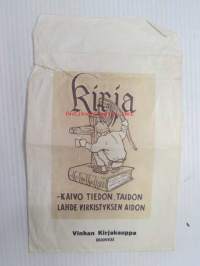 Kirja
-KAIVO TIEDON, TAIDON
LÄHDE VIRKISTYKSEN AIDON
Vinhan Kirjakauppa